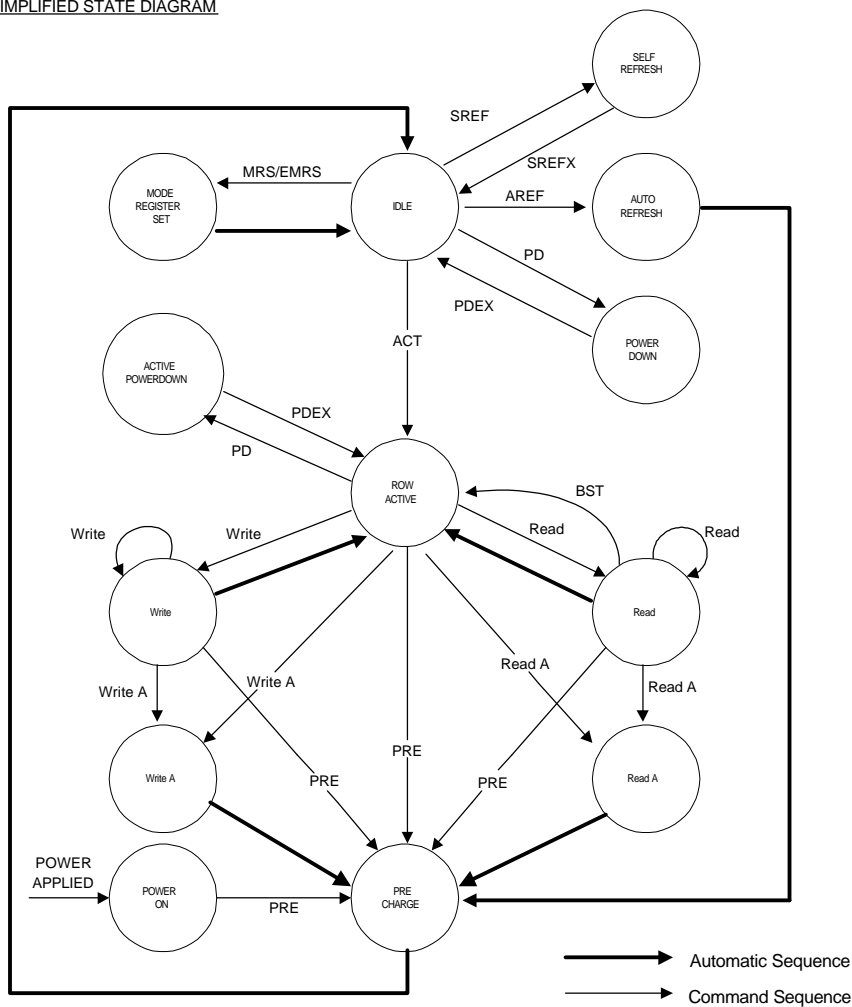 IMPLIFIED STATE DIAGRAM
SELF
REFRESH
SREF
SREFX
MRS/EMRS
MODE
REGISTER
SET
IDLE
AREF
AUTO
REFRESH
PD
PDEX
POWER
DOWN
ACT
ACTIVE
POWERDOWN
PDEX
PD
ROW
ACTIVE
BST
Write
Write
Read
Read
Write
Read
Write A
Write A
Read A
Read A
PRE
PRE
PRE
Write A
Read A
POWER
APPLIED
POWER
ON
PRE
PRE
CHARGE
Automatic Sequence
Command Sequence